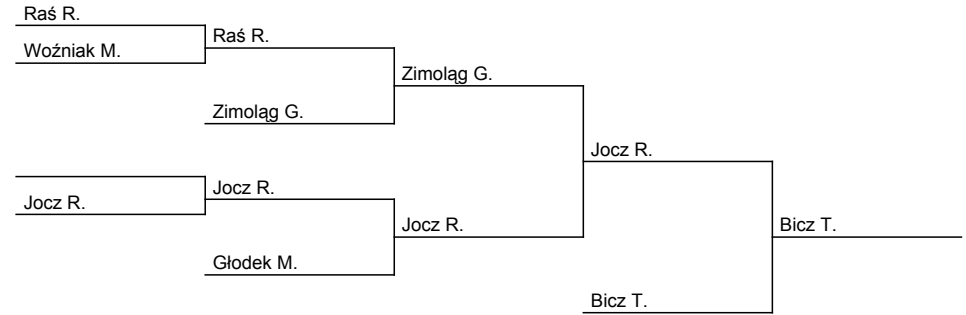 Raś R.
Woźniak M.
Raś R.
Zimoląg G.
Zimoląg G.
Jocz R.
Jocz R.
Jocz R.
Głodek M.
Jocz R.
Bicz T.
Bicz T.